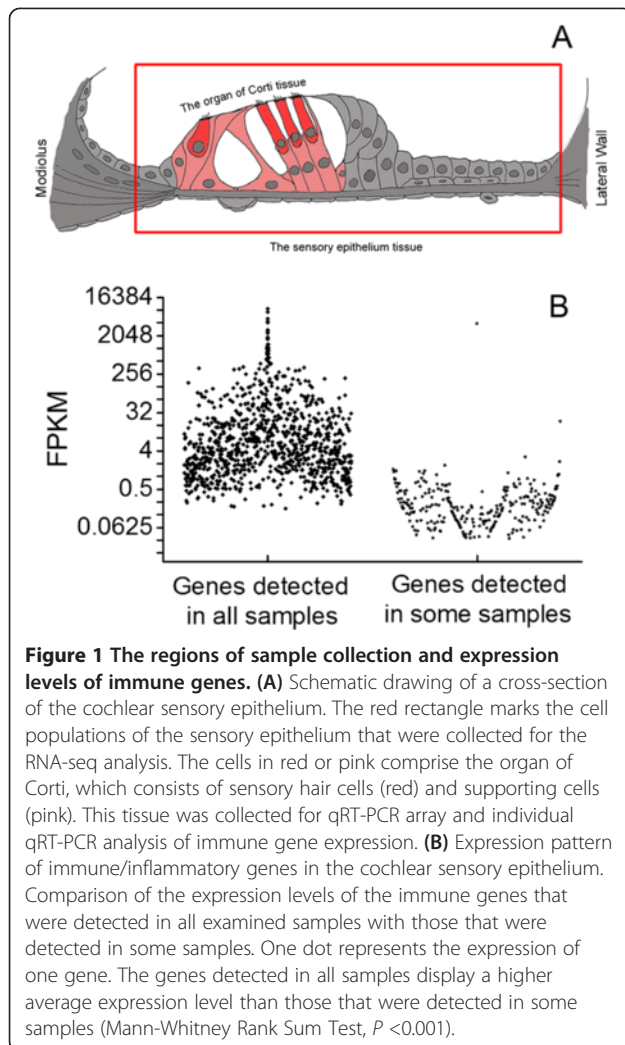 A
The organ of Corti tissue
Modiolus
Lateral Wall
The sensory epithelium tissue
B
16384
2048
256
32
4
0.5
0.0625
FPKM
Genes detected in all samples
Genes detected in some samples
Figure 1 The regions of sample collection and expression
levels of immune genes. (A) Schematic drawing of a cross-section
of the cochlear sensory epithelium. The red rectangle marks the cell
populations of the sensory epithelium that were collected for the
RNA-seq analysis. The cells in red or pink comprise the organ of
Corti, which consists of sensory hair cells (red) and supporting cells
(pink). This tissue was collected for qRT-PCR array and individual
qRT-PCR analysis of immune gene expression. (B) Expression pattern
of immune/inflammatory genes in the cochlear sensory epithelium.
Comparison of the expression levels of the immune genes that
were detected in all examined samples with those that were
detected in some samples. One dot represents the expression of
one gene. The genes detected in all samples display a higher
average expression level than those that were detected in some
samples (Mann-Whitney Rank Sum Test, P <0.001).